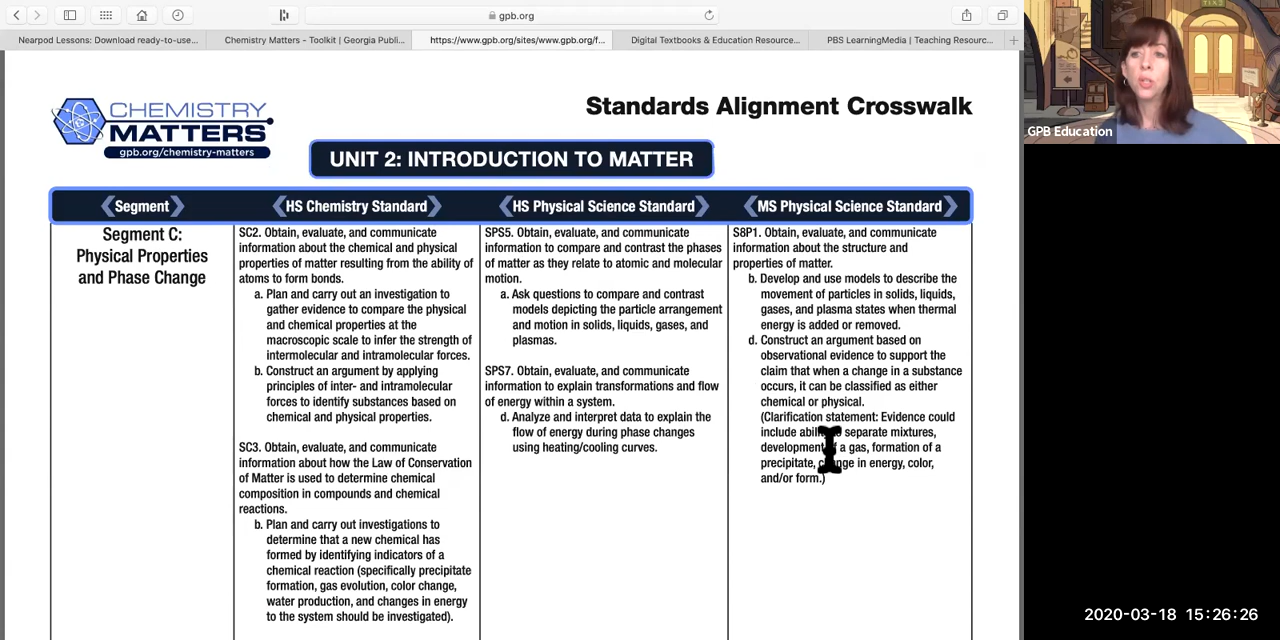 gpb.org
Nearpod Lessons: Download ready-to-use...
Chemistry Matters - Toolkit | Georgia Publi...
https://www.gpb.org/sites/www.gpb.org/f...
Digital Textbooks & Education Resource...
PBS LearningMedia | Teaching Resourc...
CHEMISTRY
MATTERS
gpb.org/chemistry-matters
Standards Alignment Crosswalk
UNIT 2: INTRODUCTION TO MATTER
Segment
HS Chemistry Standard
HS Physical Science Standard
MS Physical Science Standard
Segment C:
Physical Properties
and Phase Change
SC2. Obtain, evaluate, and communicate
information about the chemical and physical
properties of matter resulting from the ability of
atoms to form bonds.
a. Plan and carry out an investigation to
gather evidence to compare the physical
and chemical properties at the
macroscopic scale to infer the strength of
intermolecular and intramolecular forces.
b. Construct an argument by applying
principles of inter- and intramolecular
forces to identify substances based on
chemical and physical properties.
SC3. Obtain, evaluate, and communicate
information about how the Law of Conservation
of Matter is used to determine chemical
composition in compounds and chemical
reactions.
b. Plan and carry out investigations to
determine that a new chemical has
formed by identifying indicators of a
chemical reaction (specifically precipitate
formation, gas evolution, color change,
water production, and changes in energy
to the system should be investigated).
SPS5. Obtain, evaluate, and communicate
information to compare and contrast the phases
of matter as they relate to atomic and molecular
motion.
a. Ask questions to compare and contrast
models depicting the particle arrangement
and motion in solids, liquids, gases, and
plasmas.
SPS7. Obtain, evaluate, and communicate
information to explain transformations and flow
of energy within a system.
d. Analyze and interpret data to explain the
flow of energy during phase changes
using heating/cooling curves.
S8P1. Obtain, evaluate, and communicate
information about the structure and
properties of matter.
b. Develop and use models to describe the
movement of particles in solids, liquids,
gases, and plasma states when thermal
energy is added or removed.
d. Construct an argument based on
observational evidence to support the
claim that when a change in a substance
occurs, it can be classified as either
chemical or physical.
(Clarification statement: Evidence could
include separate mixtures,
development a gas, formation of a
precipitate, change in energy, color,
and/or form.)
GPB Education
2020-03-18 15:26:26